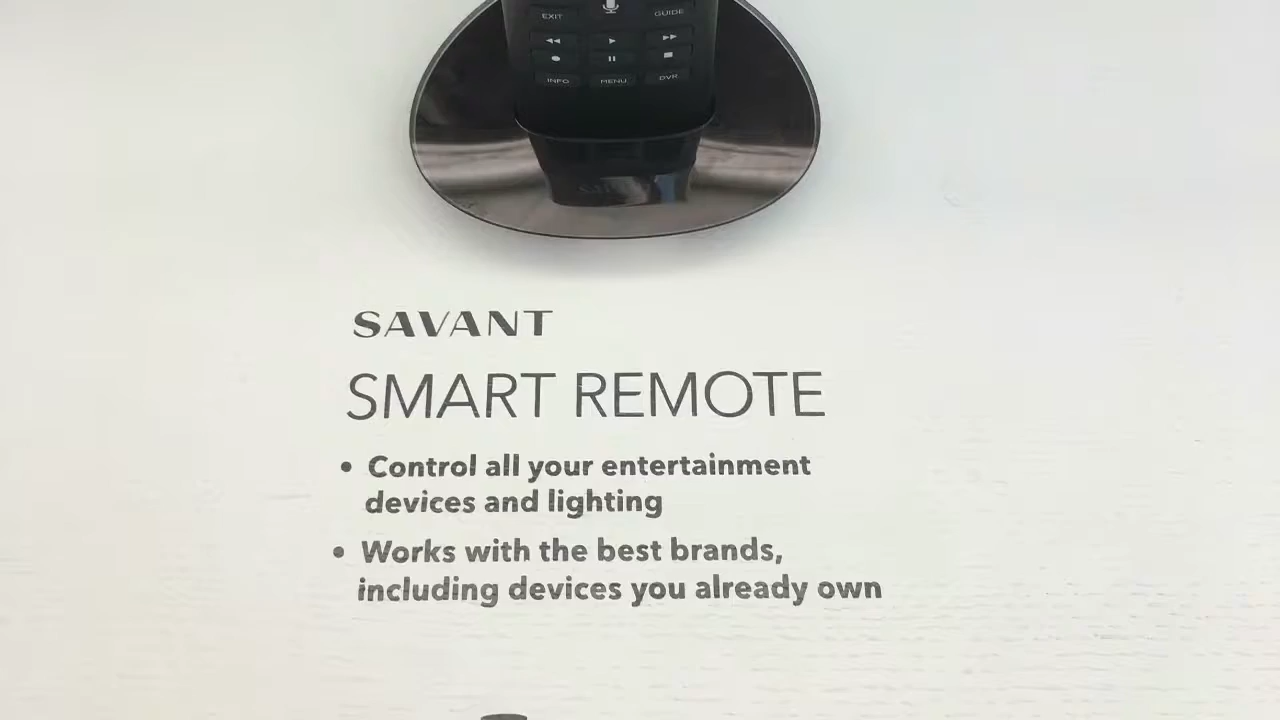 EXIT GUIDE
INFO MENU DVR
SAVANT
SMART REMOTE
• Control all your entertainment
devices and lighting
• Works with the best brands,
including devices you already own